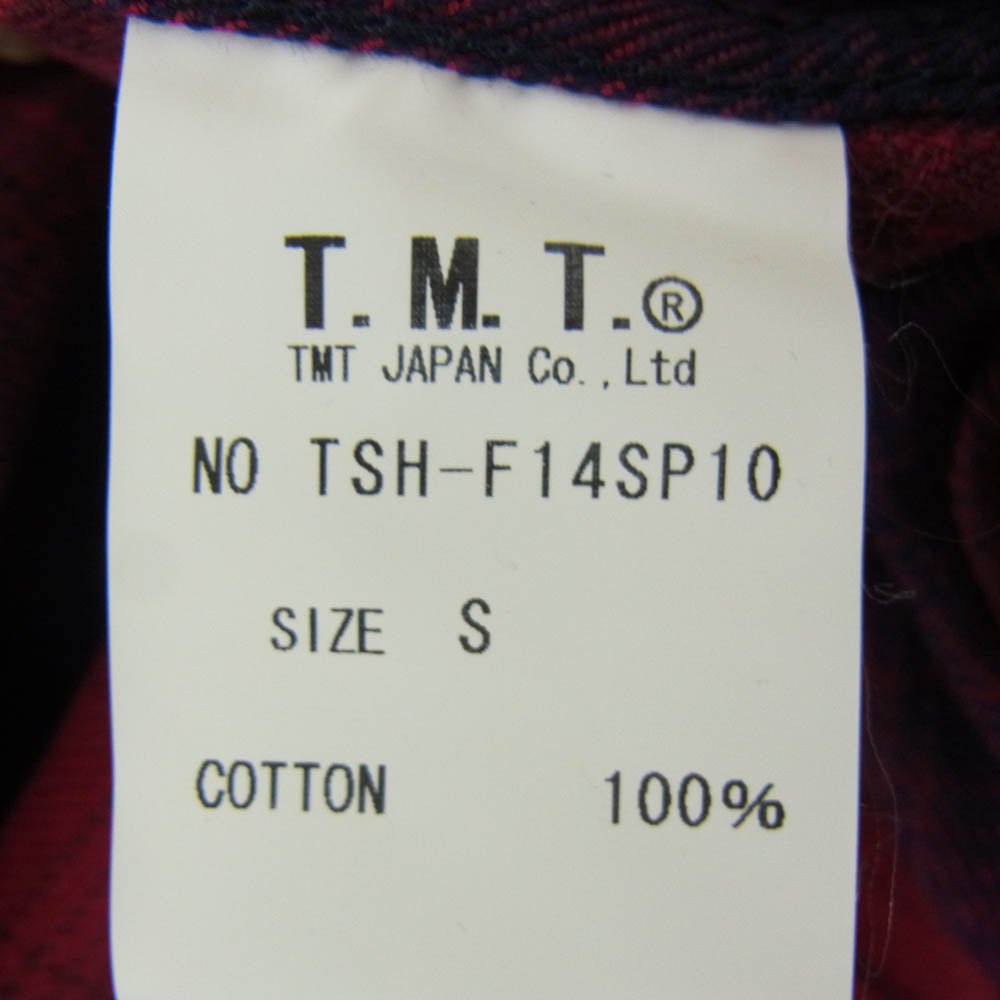 T.M.T.®
TMT JAPAN Co.,Ltd
NO TSH-F14SP10
SIZE S
COTTON 100%